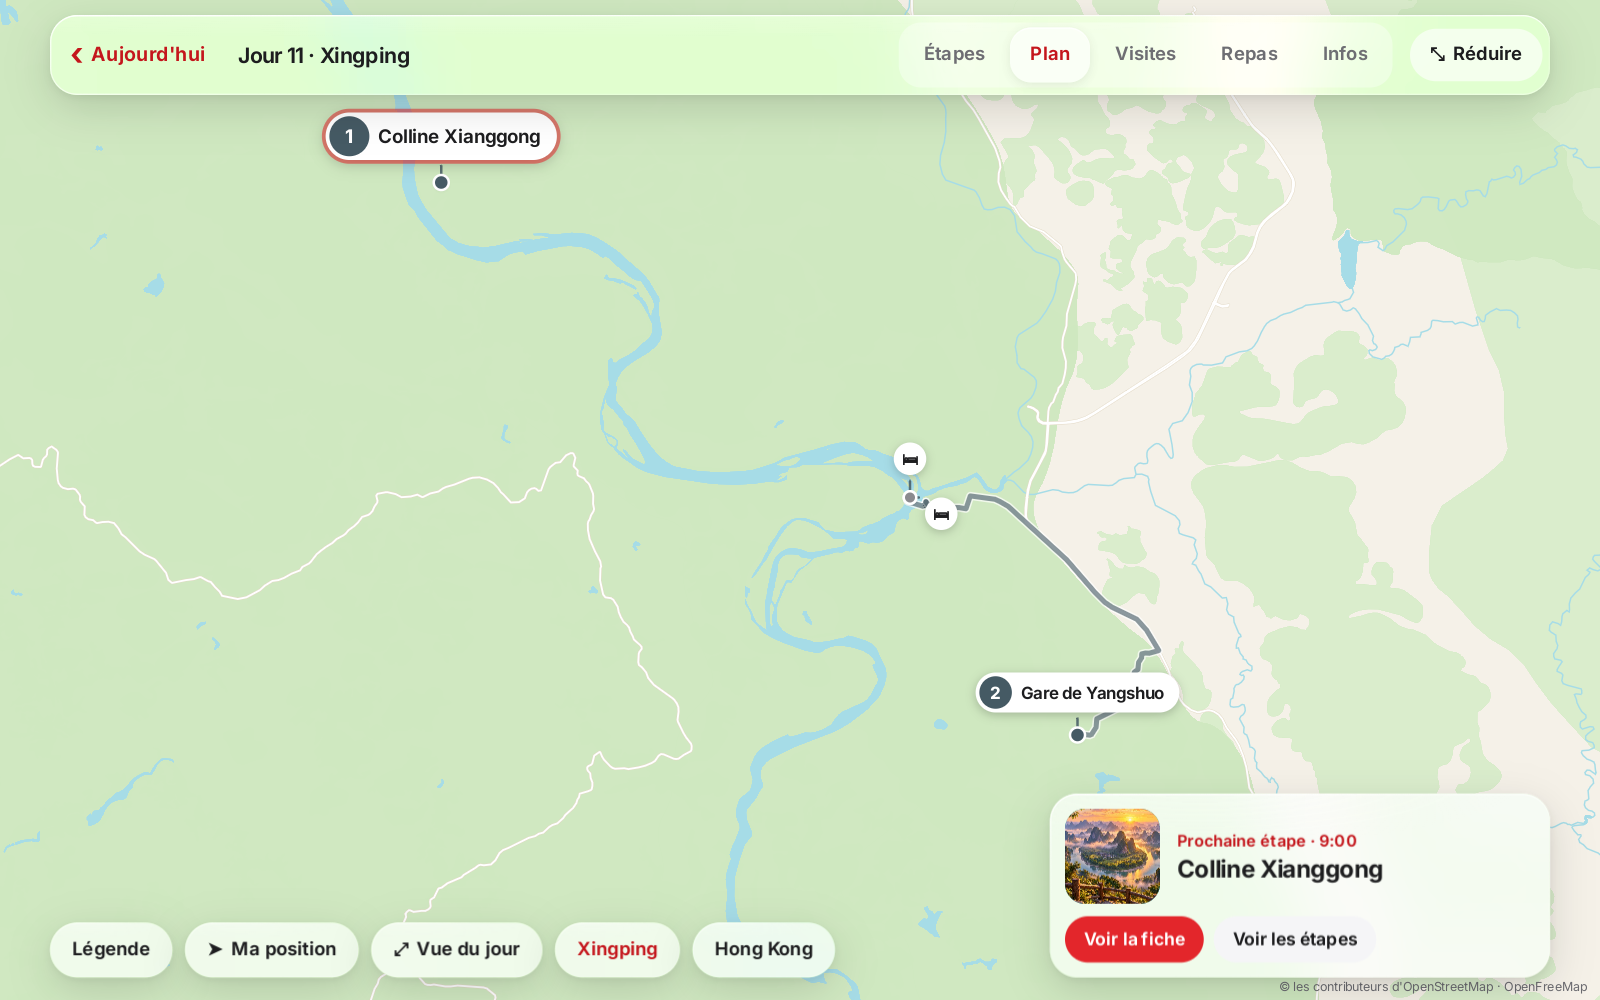 Aujourd'hui
Jour 11 · Xingping
Étapes
Plan
Visites
Repas
Infos
Réduire
1 Colline Xianggong
2 Gare de Yangshuo
Prochaine étape · 9:00
Colline Xianggong
Voir la fiche
Voir les étapes
Légende
Ma position
Vue du jour
Xingping
Hong Kong
© les contributeurs d'OpenStreetMap · OpenFreeMap